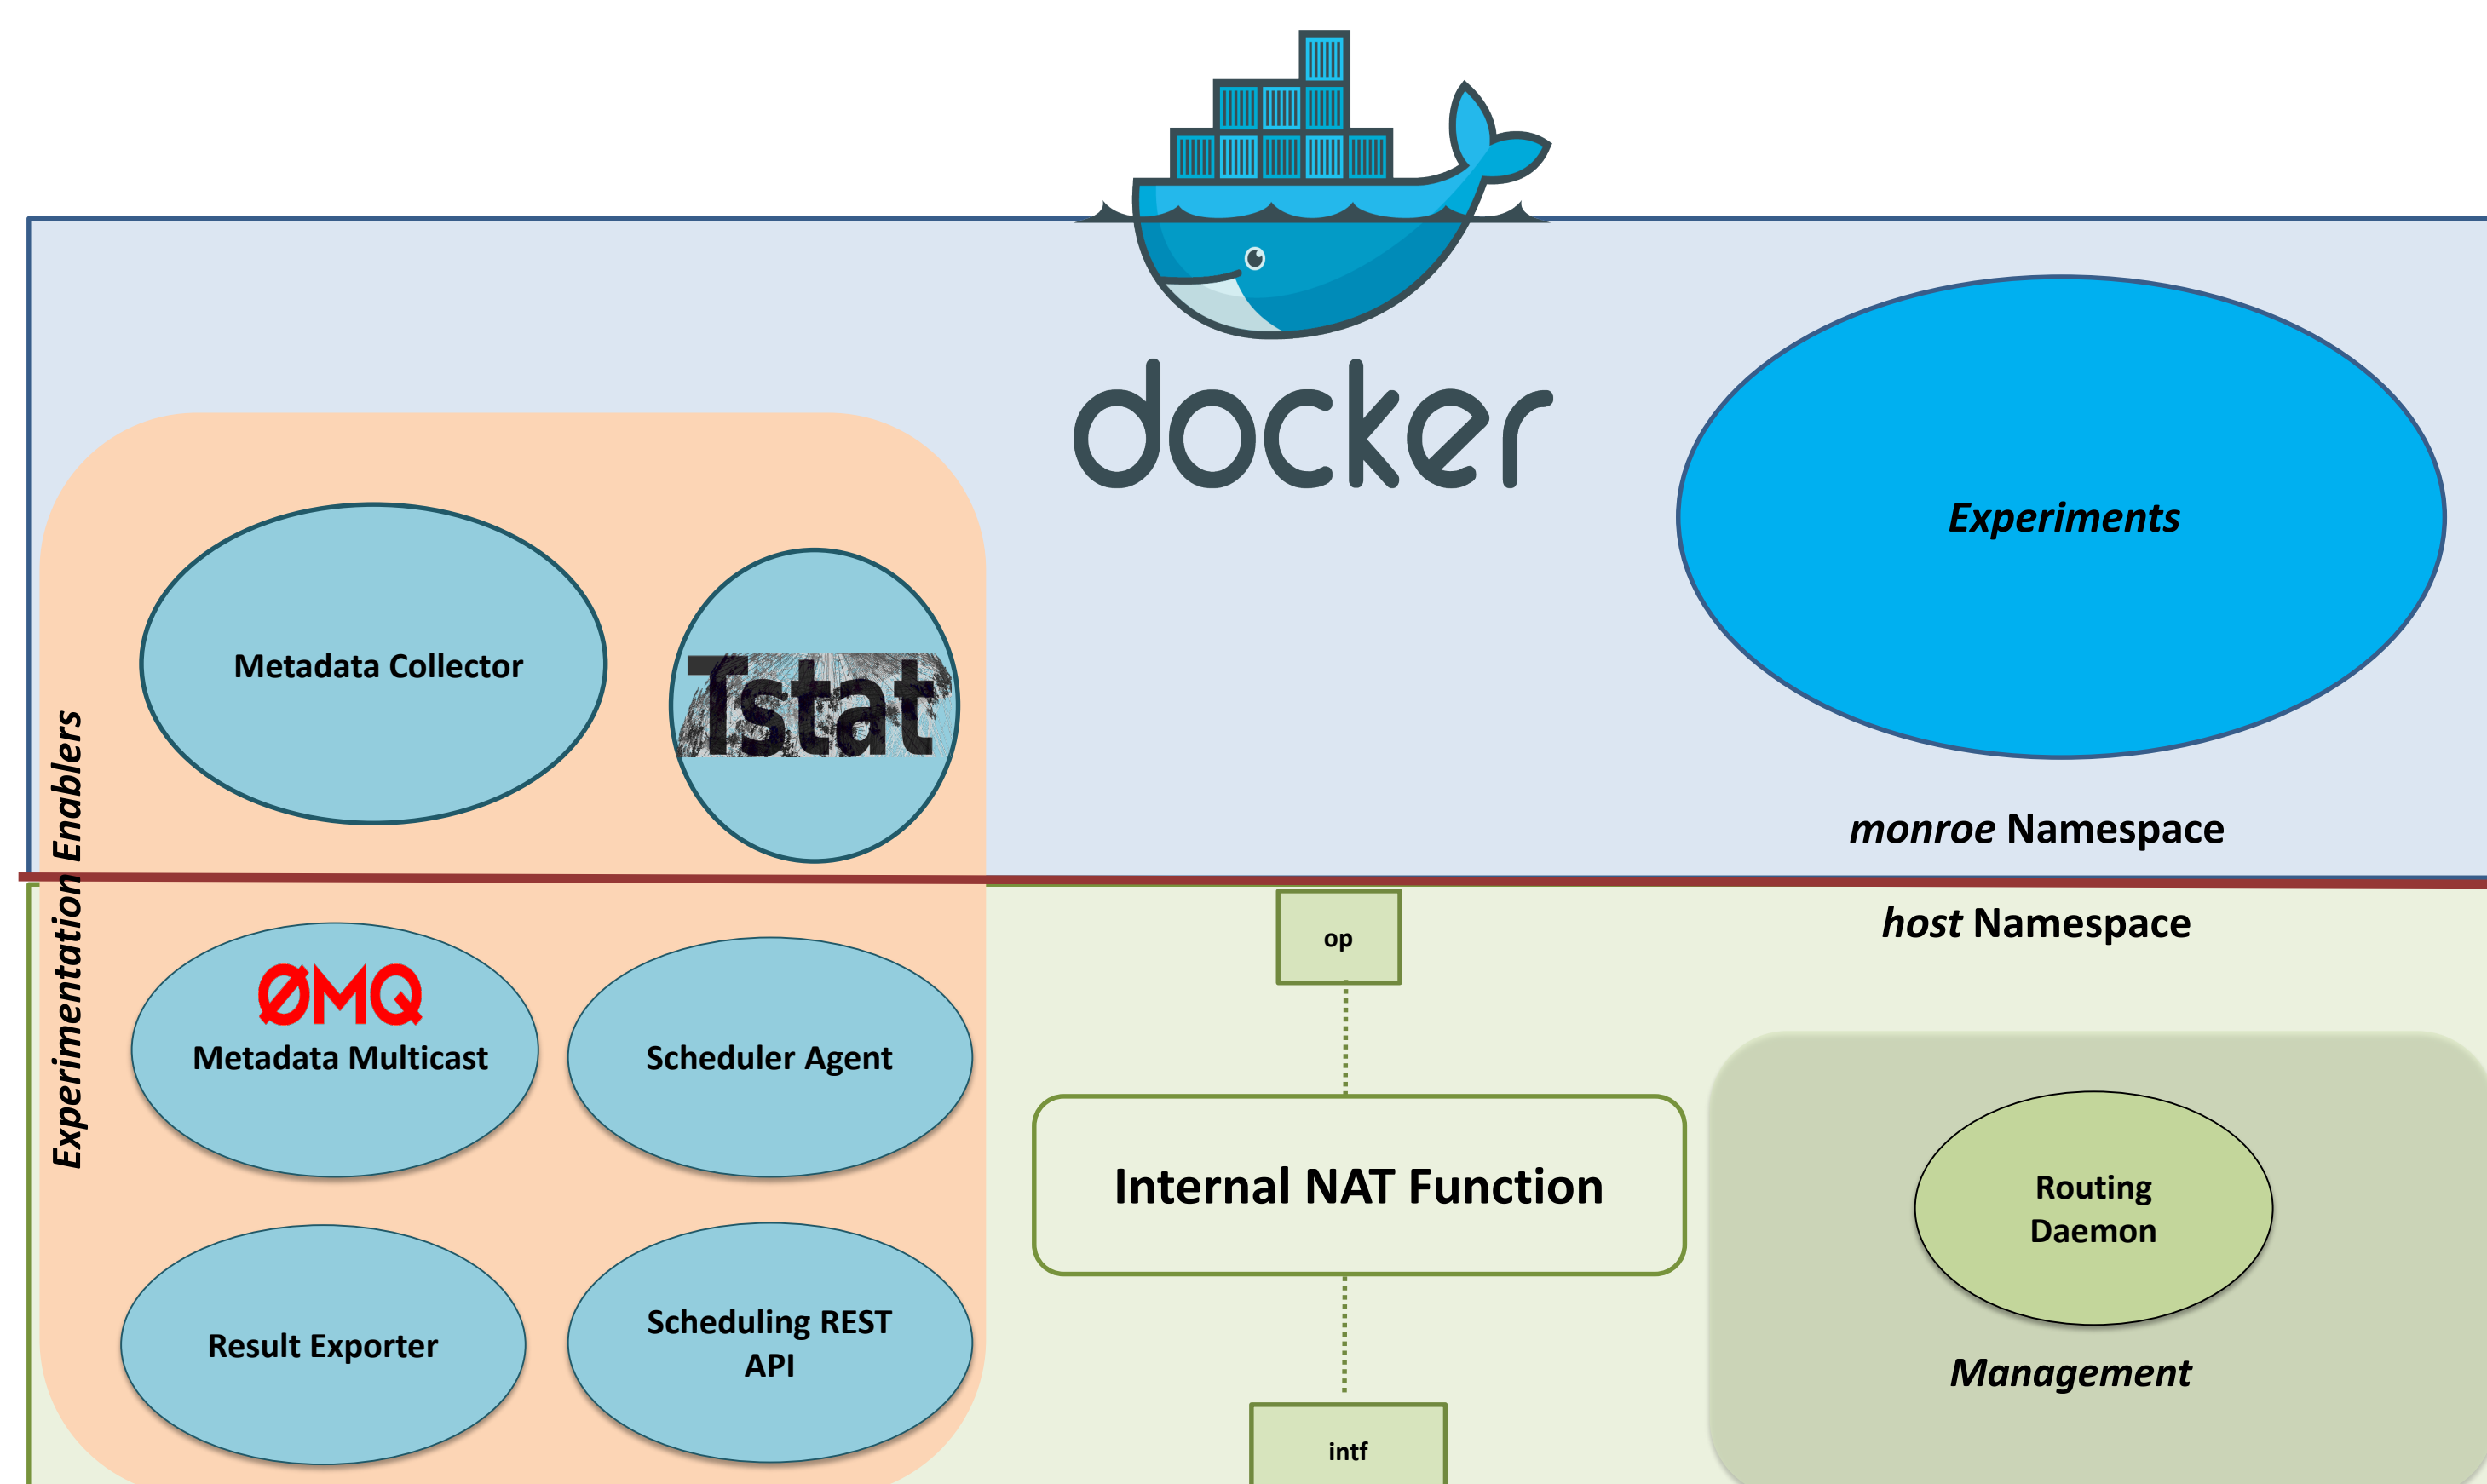 docker
Experiments
Metadata Collector
Tstat
monroe Namespace
Experimentation Enablers
host Namespace
op
ØMQ
Metadata Multicast
Scheduler Agent
Internal NAT Function
Routing
Daemon
Result Exporter
Scheduling REST
API
Management
intf